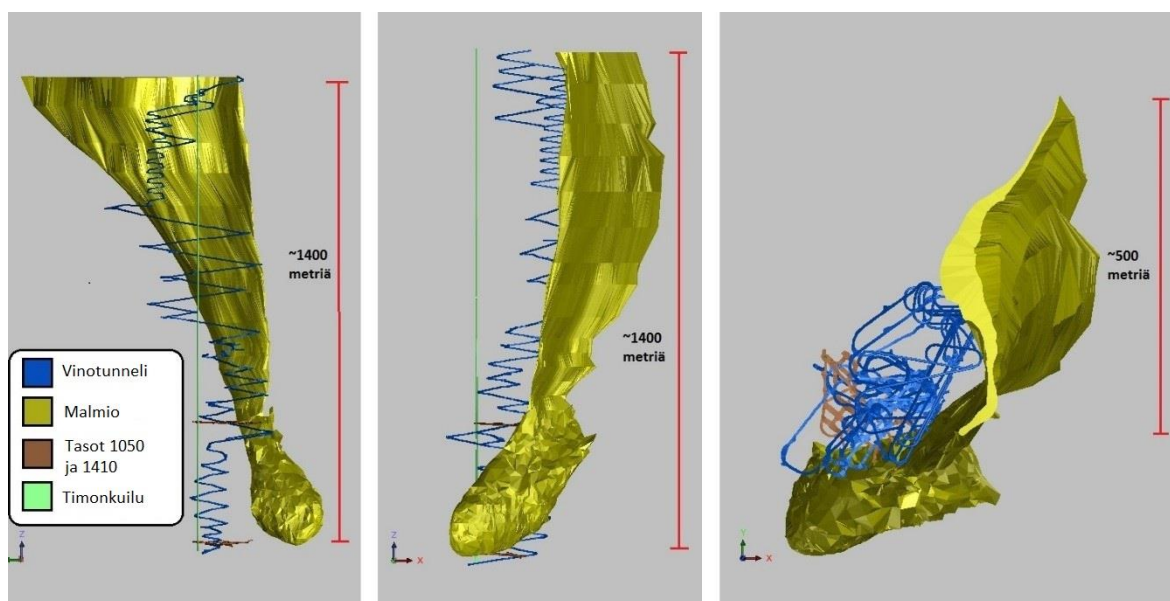 ~1400
metriä
Vinotunneli
Malmio
Tasot 1050
ja 1410
Timonkuilu
Z
~1400
metriä
Z
X
~500
metriä
Y
X